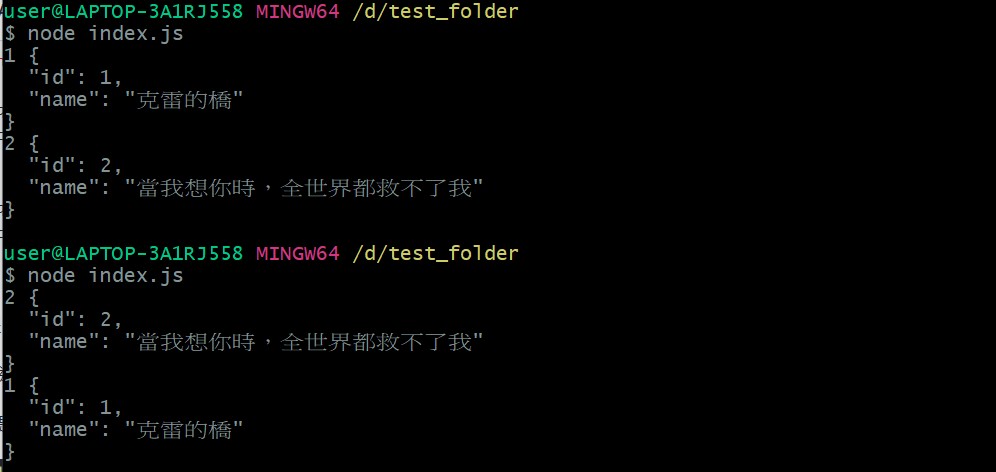 user@LAPTOP-3A1RJ558 MINGW64 /d/test_folder
$ node index.js
1 {
  "id": 1,
  "name": "克雷的橋"
}
2 {
  "id": 2,
  "name": "當我想你時，全世界都救不了我"
}

user@LAPTOP-3A1RJ558 MINGW64 /d/test_folder
$ node index.js
2 {
  "id": 2,
  "name": "當我想你時，全世界都救不了我"
}
1 {
  "id": 1,
  "name": "克雷的橋"
}